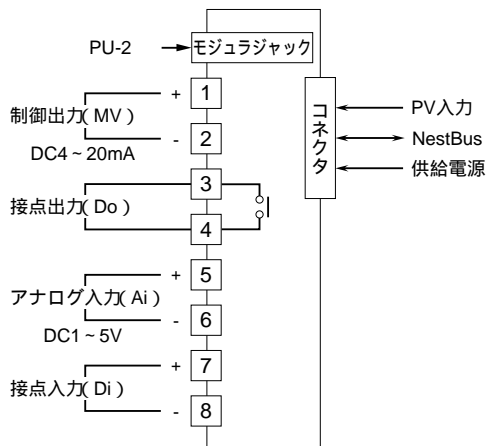 PU-2
モジュラジャック
制御出力(MV)
+ 1
- 2
DC4~20mA
接点出力(Do)
3
4
アナログ入力(Ai)
+ 5
- 6
DC1~5V
接点入力(Di)
+ 7
- 8
コネクタ
PV入力
NestBus
供給電源